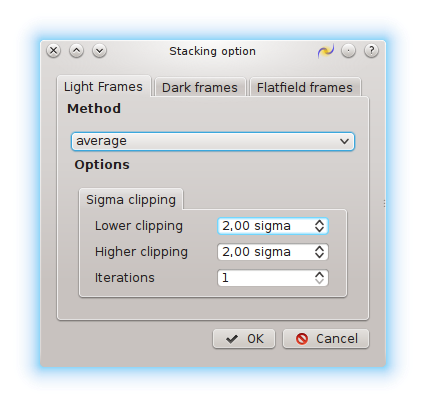 Stacking option
Light Frames Dark frames Flatfield frames
Method
average
Options
Sigma clipping
Lower clipping 2,00 sigma
Higher clipping 2,00 sigma
Iterations 1
OK Cancel